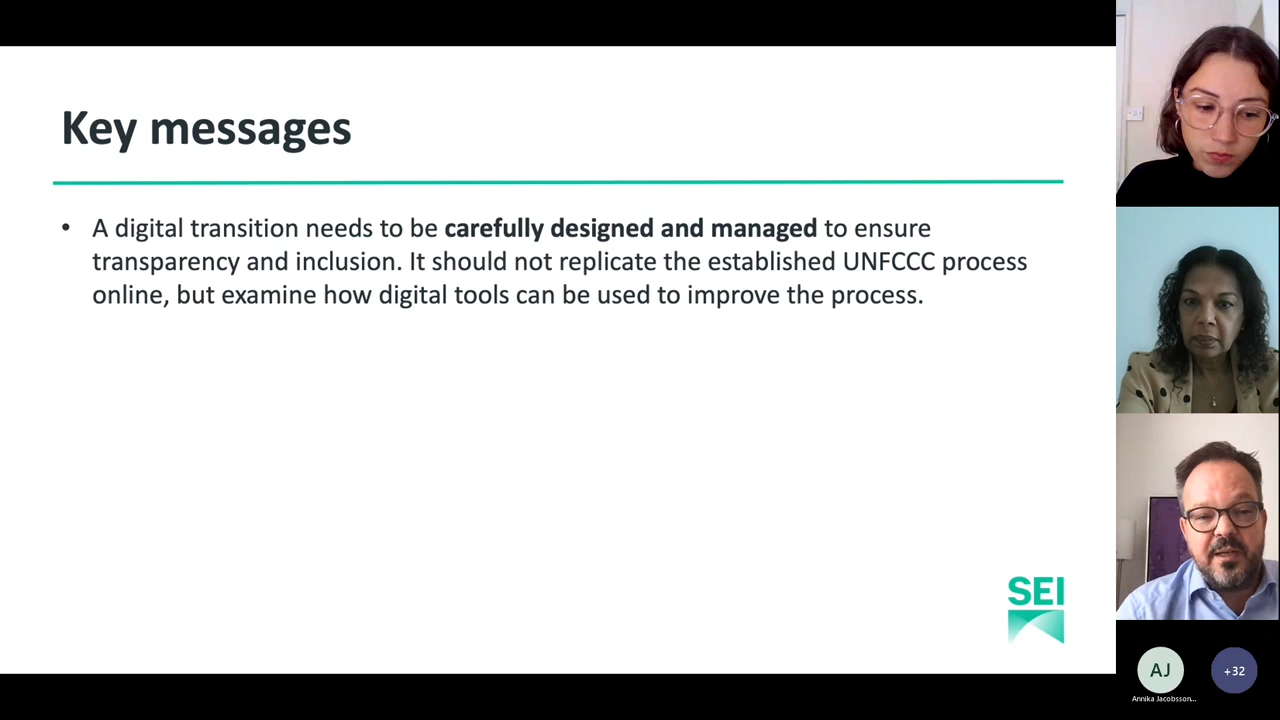 Key messages
• A digital transition needs to be carefully designed and managed to ensure
transparency and inclusion. It should not replicate the established UNFCCC process
online, but examine how digital tools can be used to improve the process.
SEI
AJ
+32
Annika Jacobsson...